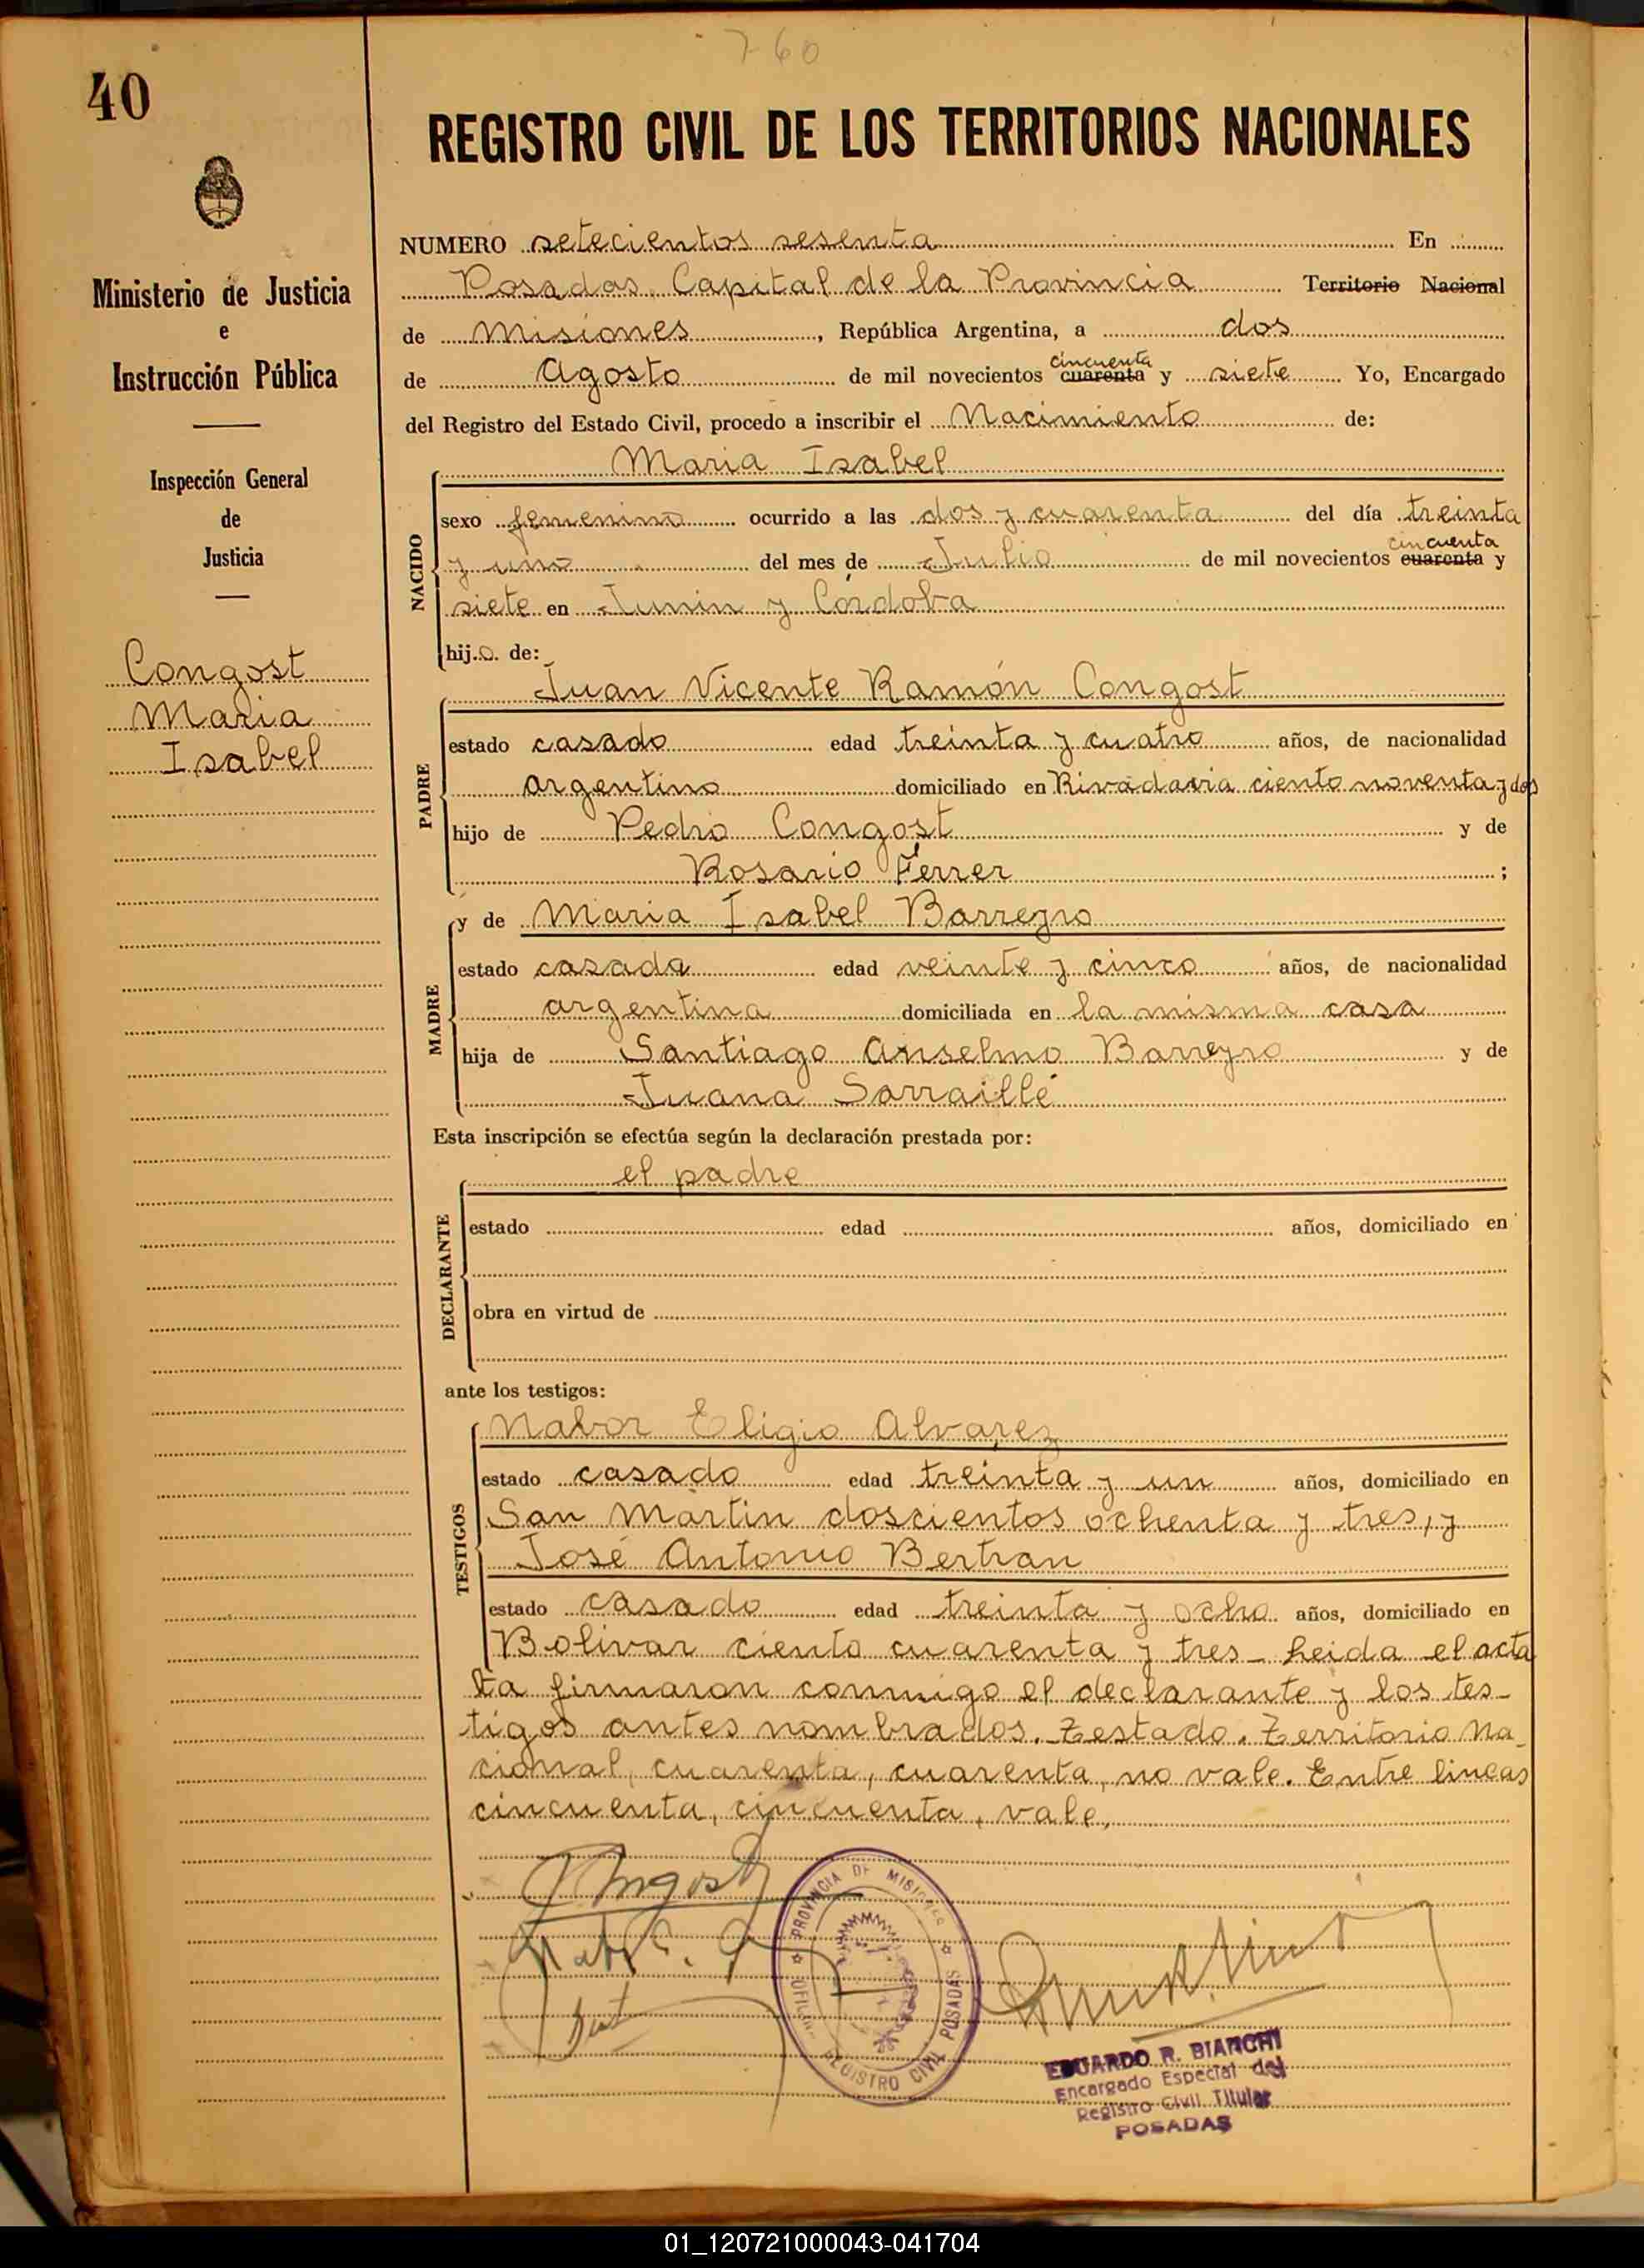 760
40
REGISTRO CIVIL DE LOS TERRITORIOS NACIONALES
Ministerio de Justicia
e
Instrucción Pública
Inspección General
de
Justicia
Congost
Maria
Isabel
NUMERO setecientos sesenta En
Posadas, Capital de la Provincia Territorio Nacional
de Misiones, República Argentina, a dos
cincuenta
de Agosto de mil novecientos cuarenta y siete Yo, Encargado
del Registro del Estado Civil, procedo a inscribir el Nacimiento de:
NACIDO
Maria Isabel
sexo femenino ocurrido a las dos y cuarenta del día treinta
cincuenta
y uno del mes de Julio de mil novecientos cuarenta y
siete en Junin y Córdoba
hij.a. de:
PADRE
Juan Vicente Ramón Congost
estado casado edad treinta y cuatro años, de nacionalidad
argentino domiciliado en Rivadavia ciento noventa y dos
hijo de Pedro Congost y de
Rosario Ferrer ;
MADRE
y de Maria Isabel Barreyro
estado casada edad veinte y cinco años, de nacionalidad
argentina domiciliada en la misma casa
hija de Santiago Anselmo Barreyro y de
Juana Sarraillé
Esta inscripción se efectúa según la declaración prestada por:
DECLARANTE
el padre
estado edad años, domiciliado en
obra en virtud de
ante los testigos:
TESTIGOS
Nabor Eligio Alvarez
estado casado edad treinta y un años, domiciliado en
San Martin doscientos ochenta y tres, y
José Antonio Bertran
estado casado edad treinta y ocho años, domiciliado en
Bolivar ciento cuarenta y tres_ Leida el acta
la firmaron conmigo el declarante y los tes-
tigos antes nombrados. Testado. Territorio Na-
cional, cuarenta, cuarenta, no vale. Entre lineas
cincuenta, cincuenta, vale,
PROVINCIA DE MISIONES
REGISTRO CIVIL POSADAS
EDUARDO R. BIANCHI
Encargado Especial del
Registro Civil Titular
POSADAS
01_120721000043-041704